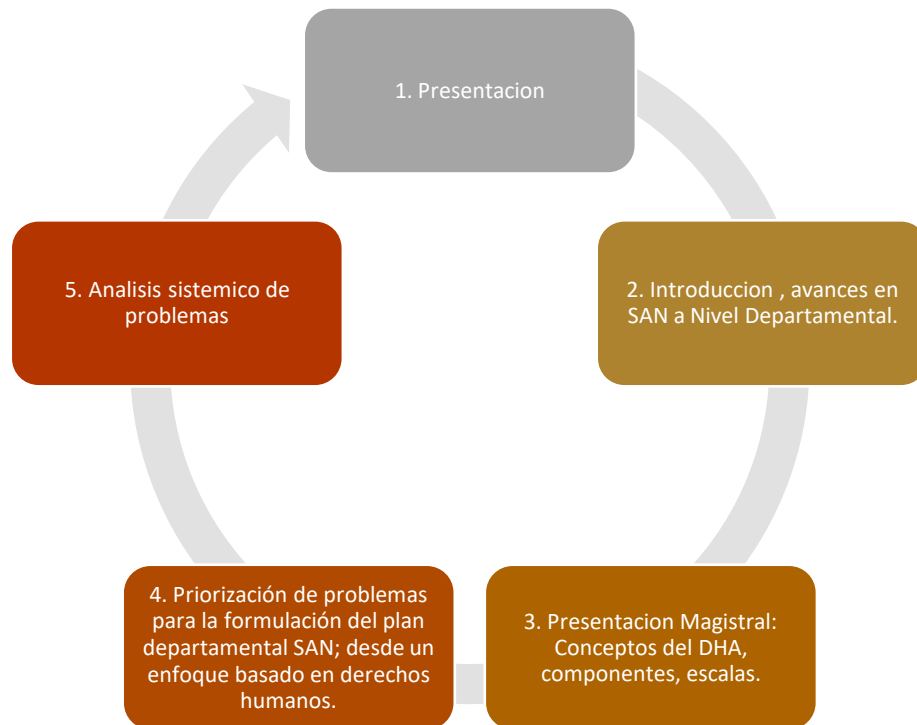 1. Presentacion
2. Introduccion , avances en
SAN a Nivel Departamental.
3. Presentacion Magistral:
Conceptos del DHA,
componentes, escalas.
4. Priorización de problemas
para la formulación del plan
departamental SAN; desde un
enfoque basado en derechos
humanos.
5. Analisis sistemico de
problemas